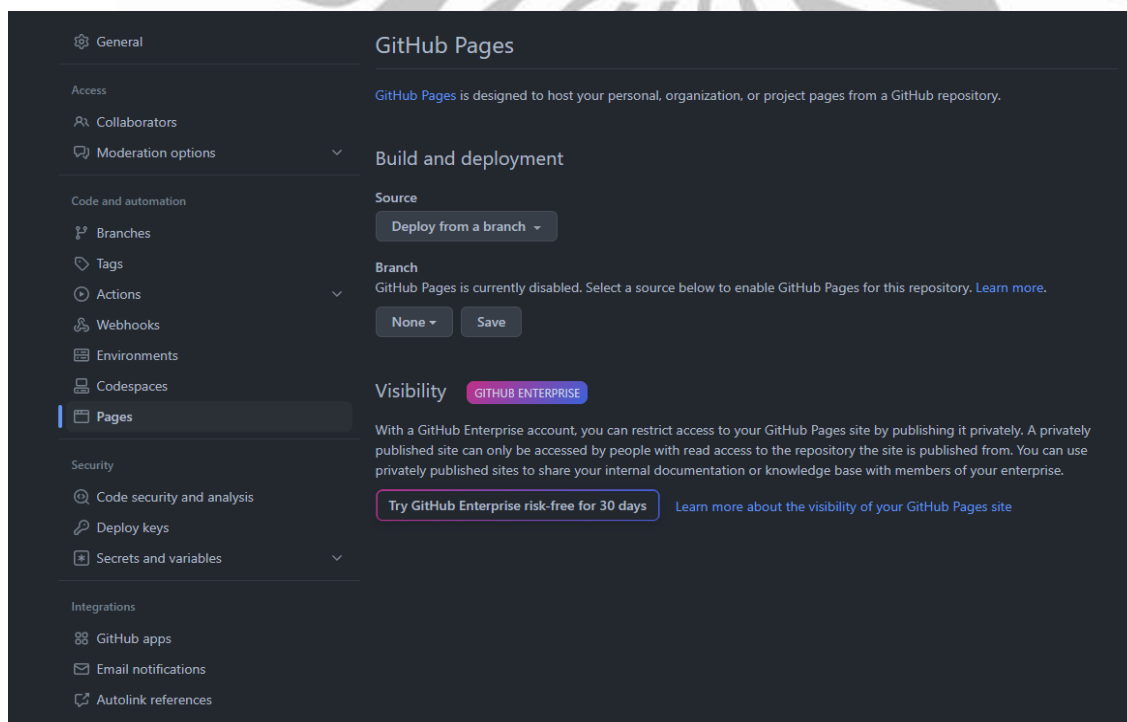 General
Access
Collaborators
Moderation options
Code and automation
Branches
Tags
Actions
Webhooks
Environments
Codespaces
Pages
Security
Code security and analysis
Deploy keys
Secrets and variables
Integrations
GitHub apps
Email notifications
Autolink references
GitHub Pages
GitHub Pages is designed to host your personal, organization, or project pages from a GitHub repository.
Build and deployment
Source
Deploy from a branch
Branch
GitHub Pages is currently disabled. Select a source below to enable GitHub Pages for this repository. Learn more.
None Save
Visibility GITHUB ENTERPRISE
With a GitHub Enterprise account, you can restrict access to your GitHub Pages site by publishing it privately. A privately
published site can only be accessed by people with read access to the repository the site is published from. You can use
privately published sites to share your internal documentation or knowledge base with members of your enterprise.
Try GitHub Enterprise risk-free for 30 days Learn more about the visibility of your GitHub Pages site